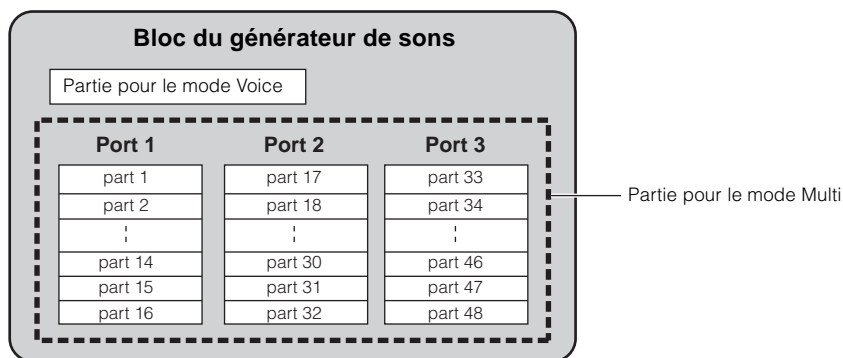 Bloc du générateur de sons
Partie pour le mode Voice
Port 1 Port 2 Port 3
part 1 part 17 part 33
part 2 part 18 part 34
part 14 part 30 part 46
part 15 part 31 part 47
part 16 part 32 part 48
Partie pour le mode Multi